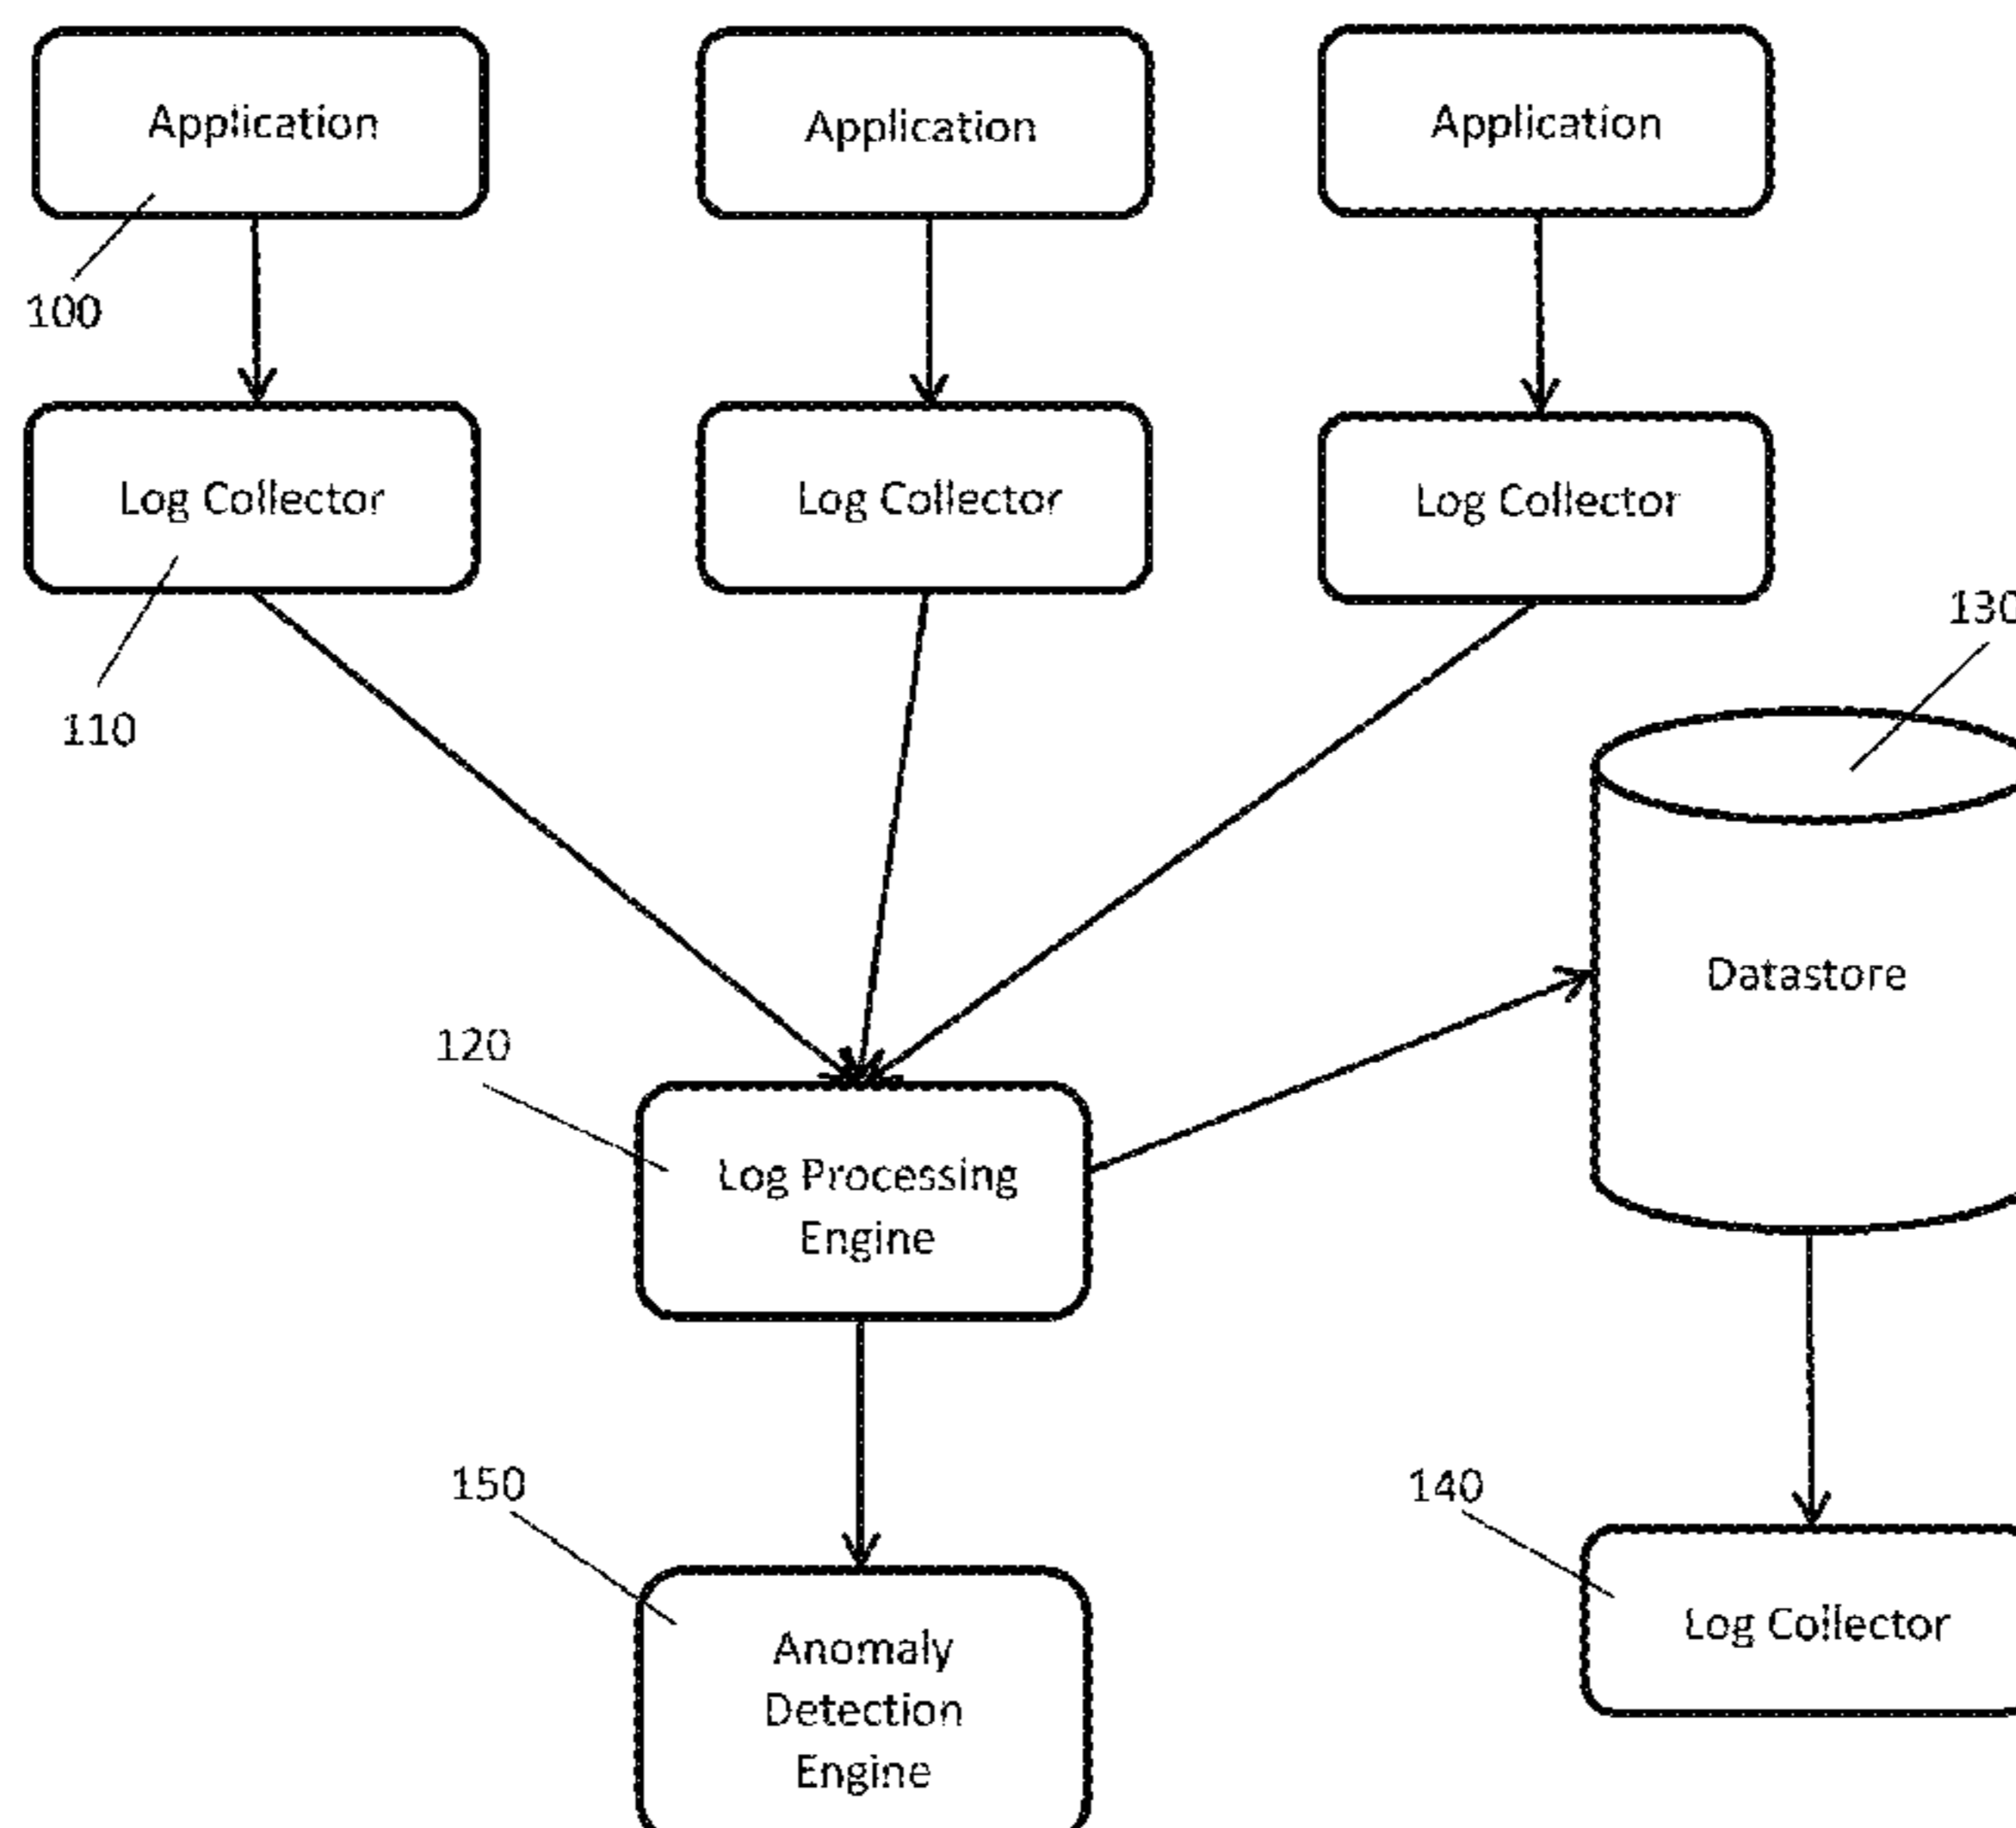 Application
Application
Application
100
Log Collector
Log Collector
Log Collector
130
110
Datastore
120
Log Processing
Engine
150
140
Anomaly
Detection
Engine
Log Collector